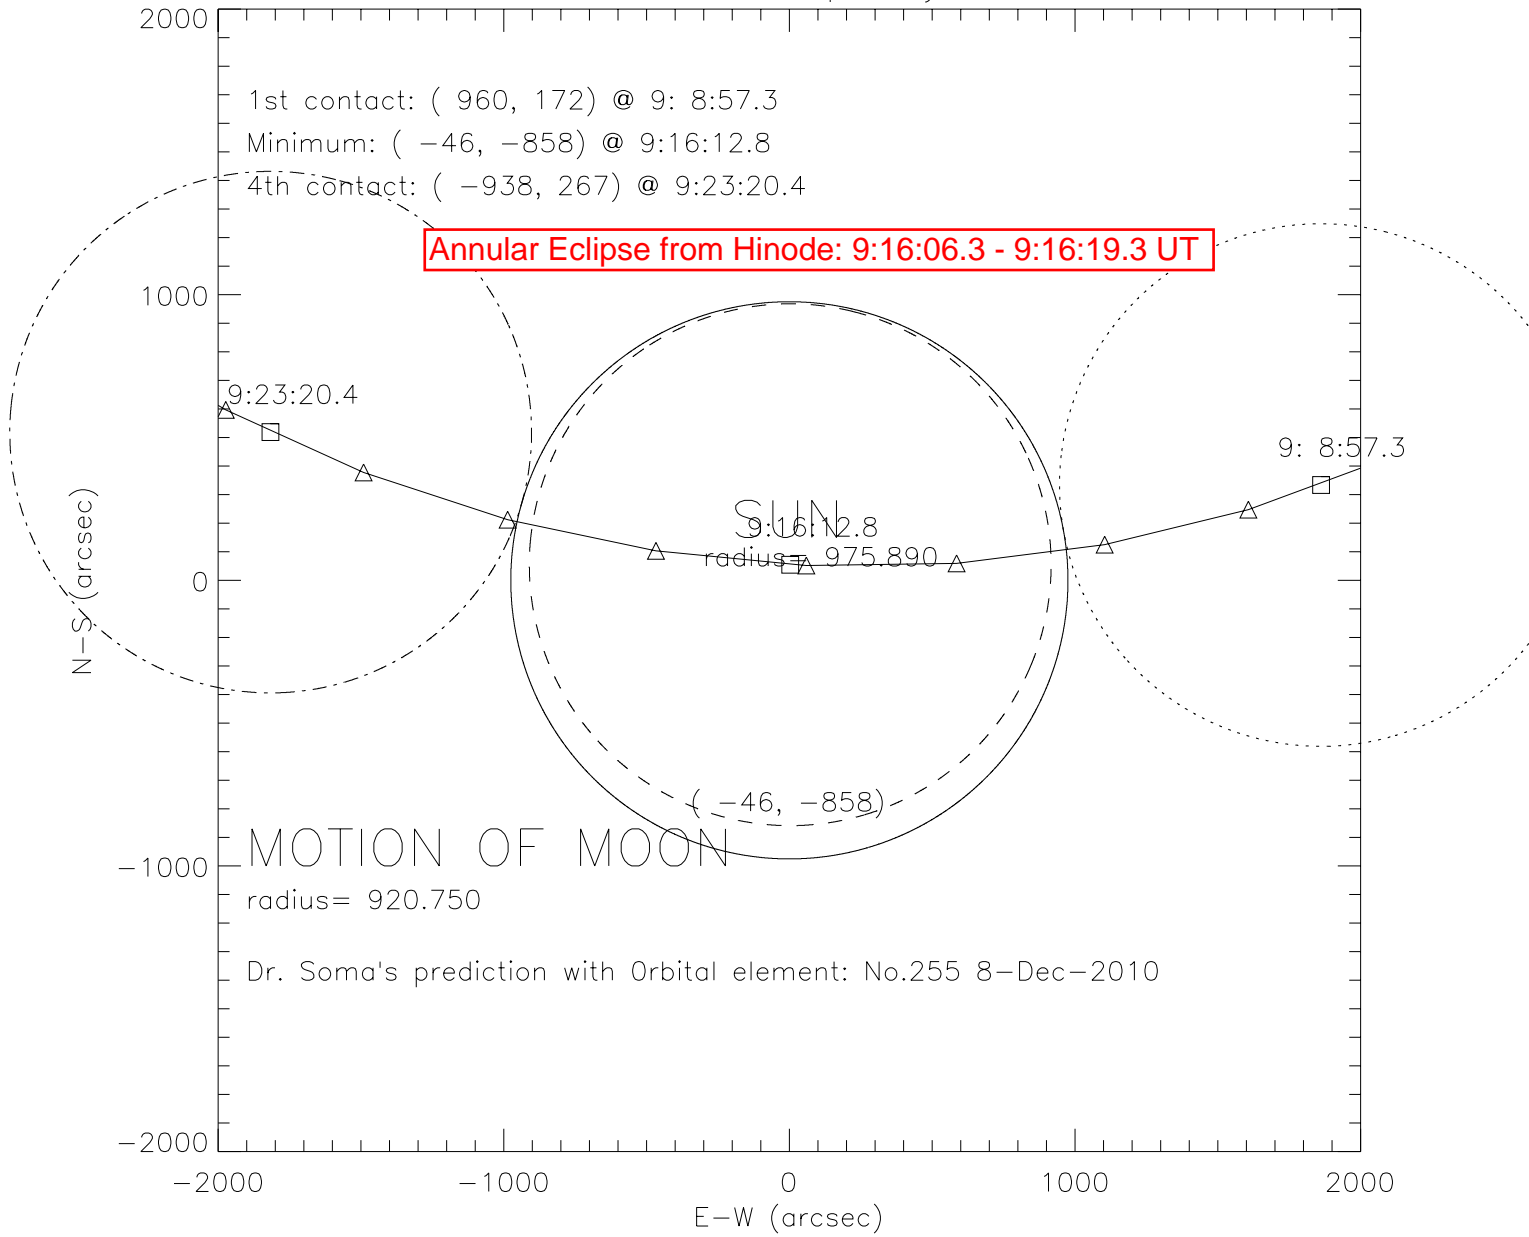 2000
1st contact: ( 960, 172) @ 9: 8:57.3
Minimum: ( −46, −858) @ 9:16:12.8
4th contact: ( −938, 267) @ 9:23:20.4
Annular Eclipse from Hinode: 9:16:06.3 - 9:16:19.3 UT
1000
9:23:20.4
9: 8:57.3
SUN
9:16:12.8
radius= 975.890
0
N−S (arcsec)
( −46, −858)
MOTION OF MOON
−1000
radius= 920.750
Dr. Soma's prediction with Orbital element: No.255 8−Dec−2010
−2000
−2000 −1000 0 1000 2000
E−W (arcsec)